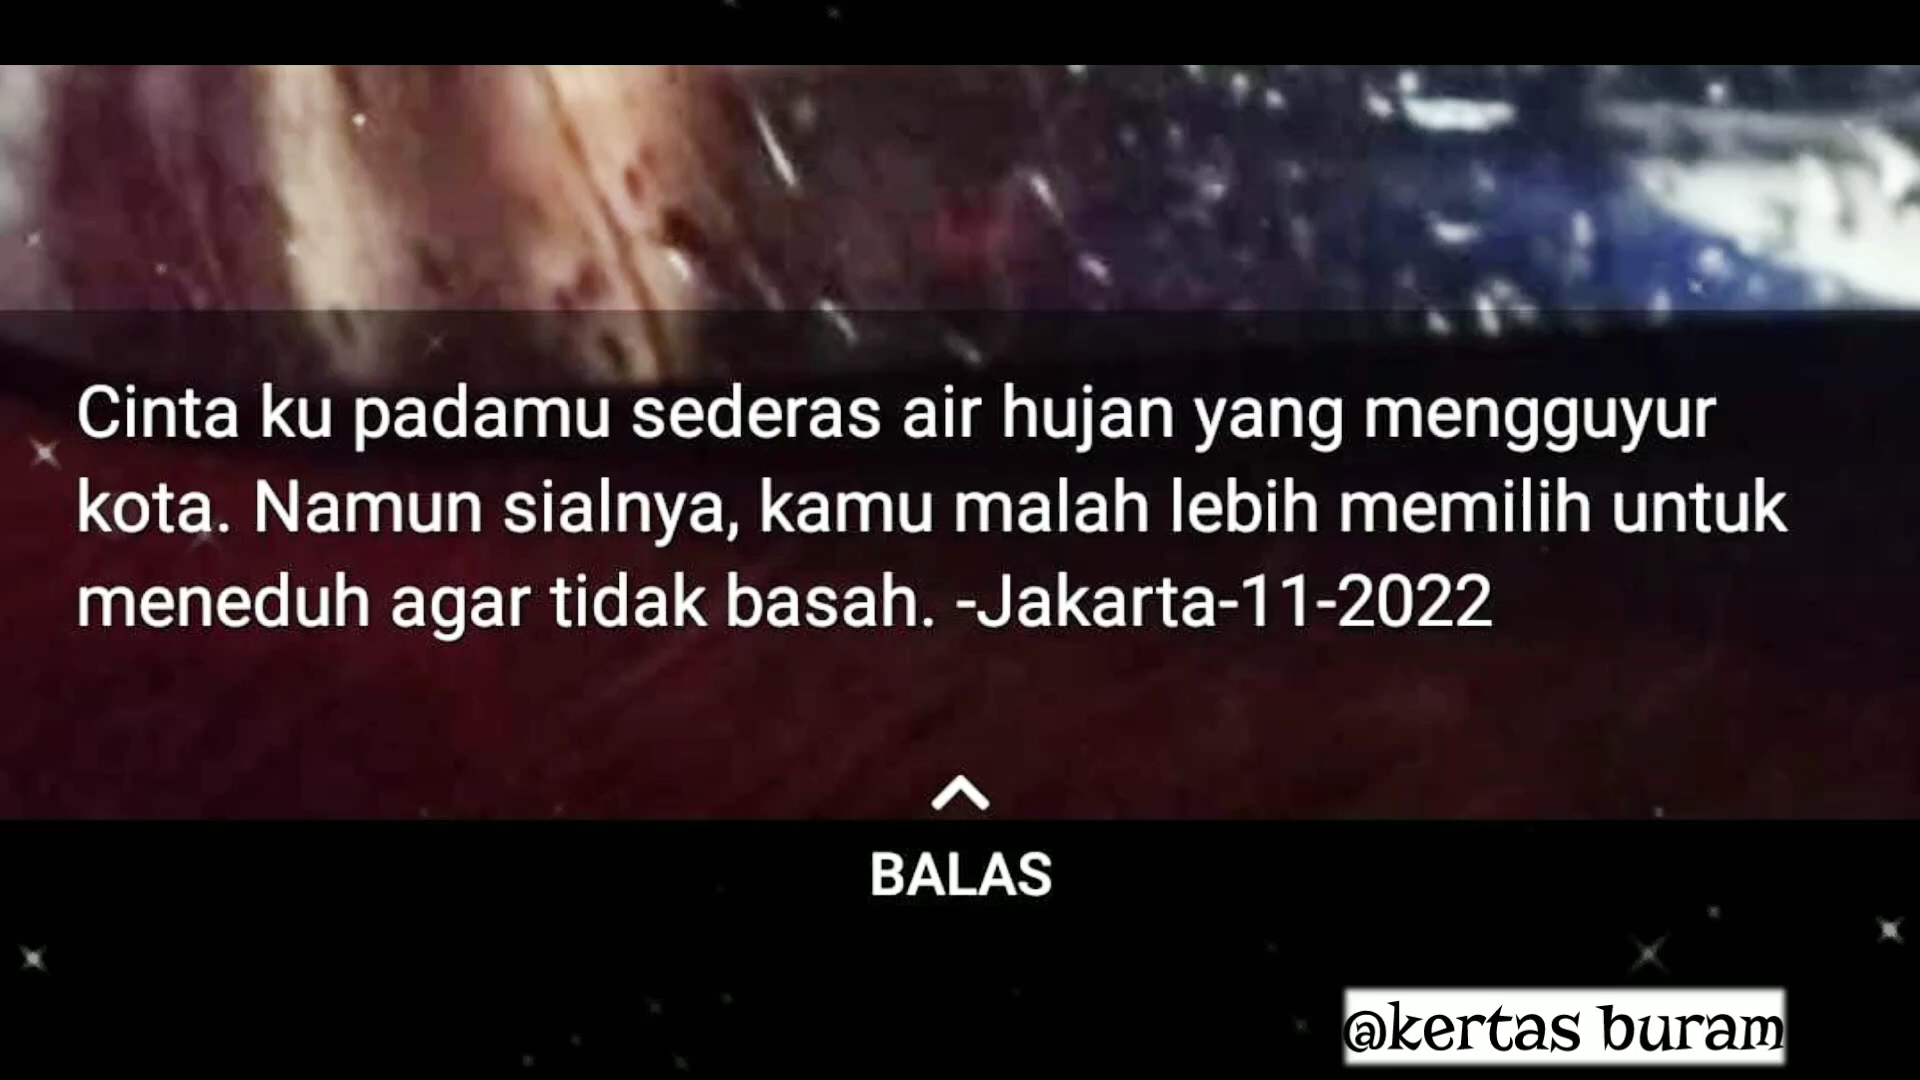 Cinta ku padamu sederas air hujan yang mengguyur
kota. Namun sialnya, kamu malah lebih memilih untuk
meneduh agar tidak basah. -Jakarta-11-2022
BALAS
@kertas buram